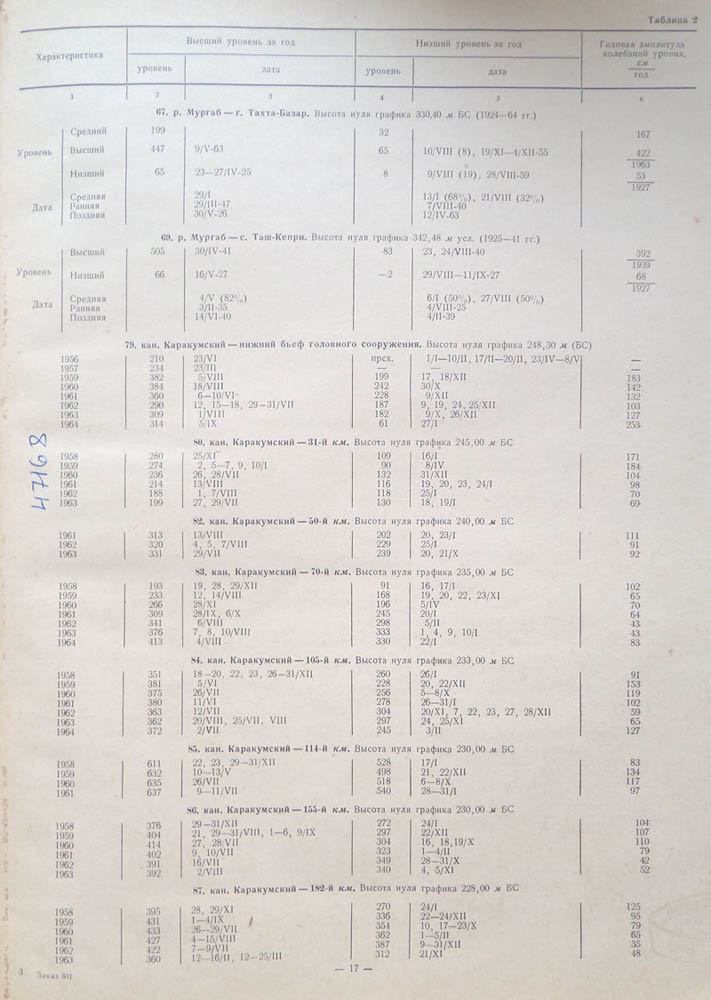 Таблица 2
Характеристика Высший уровень за год Низший уровень за год Годовая амплитуда колебаний уровня, см/год
уровень дата уровень дата
1 2 3 4 5 6
67. р. Мургаб — г. Тахта-Базар. Высота нуля графика 330,40 м БС (1924—64 гг.)
Уровень Средний 199 32 167
Высший 447 9/V-63 65 10/VIII (8), 19/XI—1/XII-55 422/1963
Низший 65 23—27/IV-25 8 9/VIII (19), 28/VIII-59 53/1927
Дата Средняя 29/I 13/I (68%), 21/VIII (32%)
Ранняя 29/III-47 7/VIII-40
Поздняя 30/V-26 12/IV-63
69. р. Мургаб — с. Таш-Кепри. Высота нуля графика 342,48 м усл. (1925—41 гг.)
Уровень Высший 505 30/IV-41 83 23, 24/VIII-40 392/1939
Низший 66 16/V-27 —2 29/VIII—11/IX-27 68/1927
Дата Средняя 4/V (82%) 6/I (50%), 27/VIII (50%)
Ранняя 3/II-35 4/VIII-25
Поздняя 14/VI-40 4/II-39
79. кан. Каракумский — нижний бьеф головного сооружения. Высота нуля графика 248,30 м (БС)
1956 210 23/VI прсх. 1/I—10/II, 17/II—20/II, 23/IV—8/V —
1957 234 23/III — — —
1959 382 5/VIII 199 17, 18/XII 183
1960 384 18/VIII 242 30/X 142
1961 360 6—10/VI 228 9/XII 132
1962 290 12, 15—18, 29—31/VII 187 9, 19, 24, 25/XII 103
1963 309 1/VIII 182 9/X, 26/XII 127
1964 314 5/IX 61 27/I 253
80. кан. Каракумский — 31-й км. Высота нуля графика 245,00 м БС
1958 280 25/XI 109 16/I 171
1959 274 2, 5—7, 9, 10/I 90 8/IV 184
1960 236 26, 28/VII 132 31/XII 104
1961 214 13/VIII 116 19, 20, 23, 24/I 98
1962 188 1, 7/VIII 118 25/I 70
1963 199 27, 29/VII 130 18, 19/I 69
82. кан. Каракумский — 50-й км. Высота нуля графика 240,00 м БС
1961 313 13/VIII 202 20, 23/I 111
1962 320 4, 5, 7/VIII 229 25/I 91
1963 331 29/VII 239 20, 21/X 92
83. кан. Каракумский — 70-й км. Высота нуля графика 235,00 м БС
1958 193 19, 28, 29/XII 91 16, 17/I 102
1959 233 12, 14/VIII 168 19, 20, 22, 23/XI 65
1960 266 28/XI 196 5/IV 70
1961 309 28/IX, 6/X 245 20/I 64
1962 341 6/VIII 298 5/II 43
1963 376 7, 8, 10/VIII 333 1, 4, 9, 10/I 43
1964 413 4/VIII 330 22/I 83
84. кан. Каракумский — 105-й км. Высота нуля графика 233,00 м БС
1958 351 18—20, 22, 23, 26—31/XII 260 26/I 91
1959 381 5/VI 228 20, 22/XII 153
1960 375 26/VII 256 5—8/X 119
1961 380 11/VI 278 26—31/I 102
1962 363 12/VII 304 20/XI, 7, 22, 23, 27, 28/XII 59
1963 362 20/VIII, 25/VII, VIII 297 24, 25/XI 65
1964 372 2/VII 245 3/II 127
85. кан. Каракумский — 114-й км. Высота нуля графика 230,00 м БС
1958 611 22, 23, 29—31/XII 528 17/I 83
1959 632 10—13/V 498 21, 22/XII 134
1960 635 26/VII 518 6—8/X 117
1961 637 9—11/VII 540 28—31/I 97
86. кан. Каракумский — 155-й км. Высота нуля графика 230,00 м БС
1958 376 29—31/XII 272 24/I 104
1959 404 21, 29—31/VIII, 1—6, 9/IX 297 22/XII 107
1960 414 27, 28/VII 304 16, 18,19/X 110
1961 402 9, 10/VII 323 1—4/II 79
1962 391 16/VII 349 28—31/X 42
1963 392 2/VIII 340 4, 5/XI 52
87. кан. Каракумский — 182-й км. Высота нуля графика 228,00 м БС
1958 395 28, 29/XI 270 24/I 125
1959 431 1—4/IX 336 22—24/XII 95
1960 433 26—29/VII 354 10, 17—23/X 79
1961 427 4—15/VIII 362 1—5/II 65
1962 422 7—9/VII 387 9—31/XII 35
1963 360 12—16/II, 12—25/III 312 21/XI 48
3 Заказ
— 17 —
47168